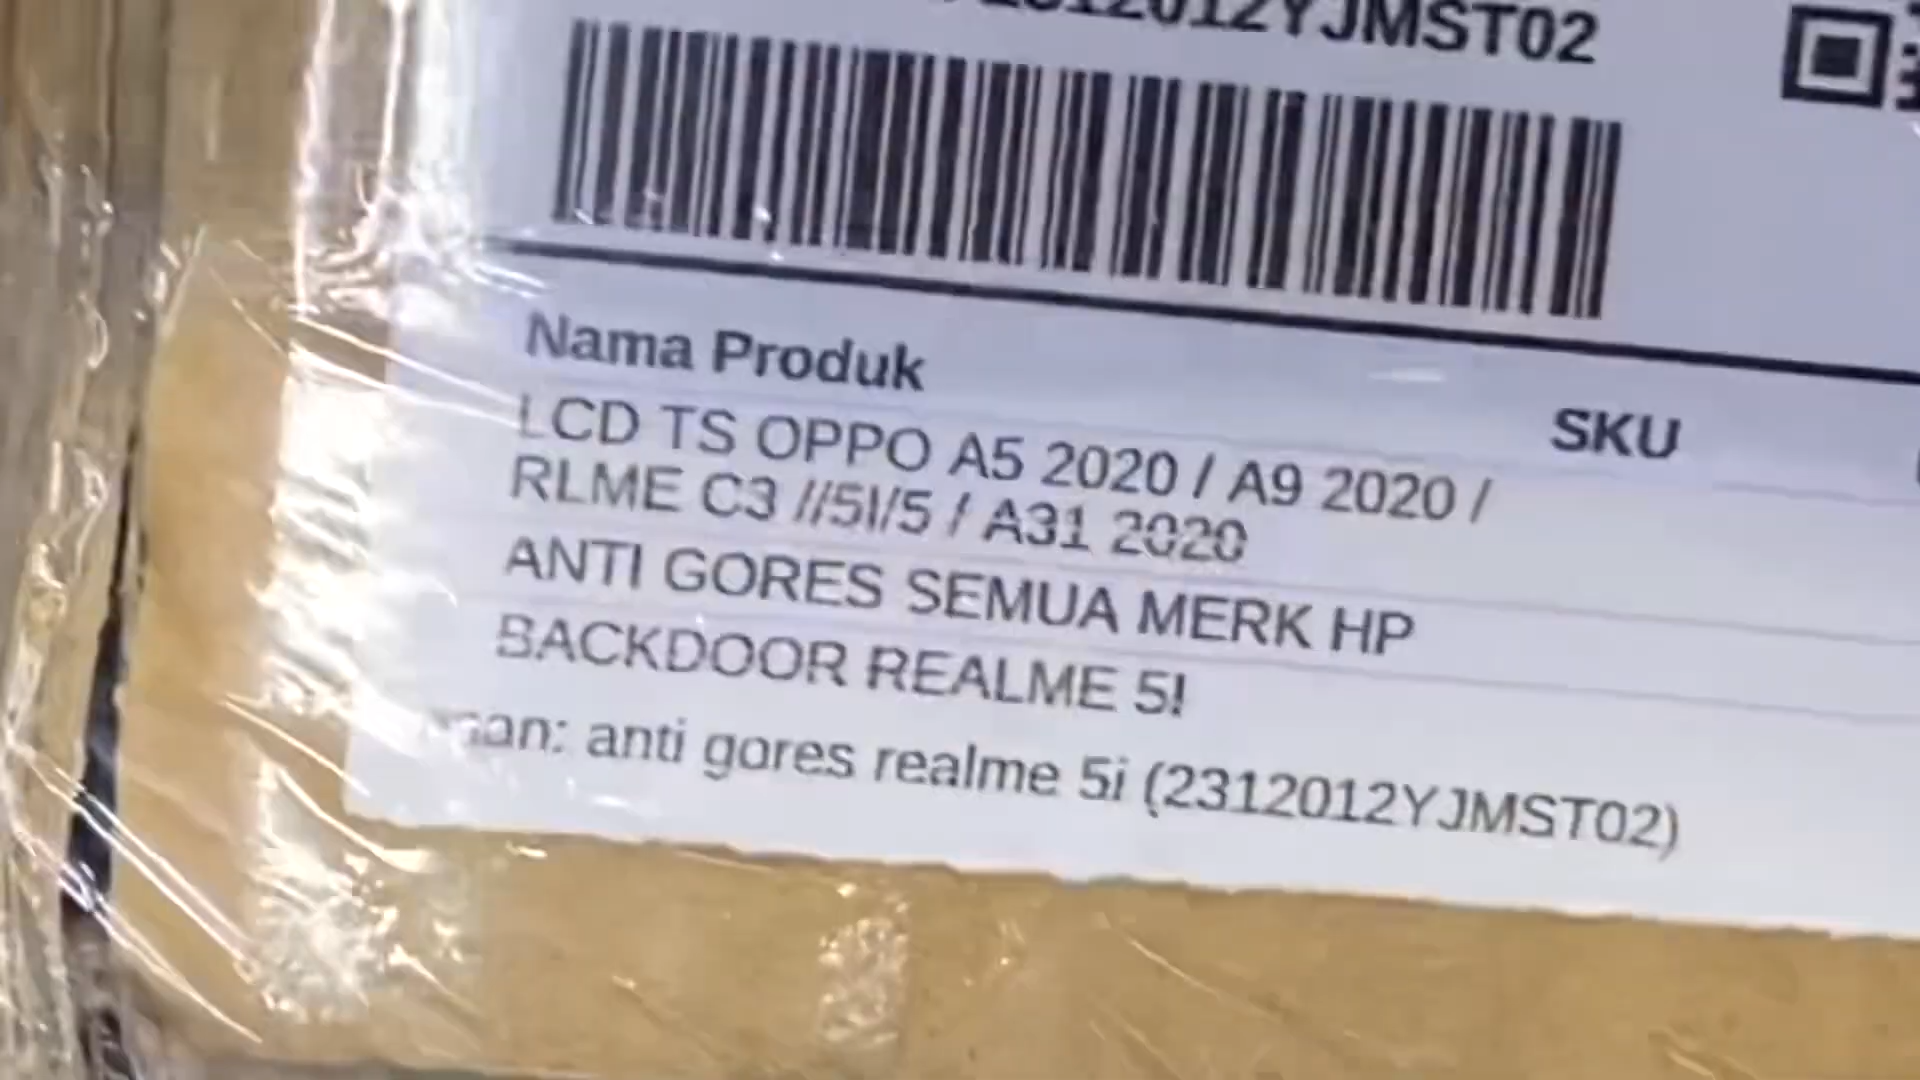 2312012YJMST02
Nama Produk
SKU
LCD TS OPPO A5 2020 / A9 2020 /
RLME C3 //5I/5 / A31 2020
ANTI GORES SEMUA MERK HP
BACKDOOR REALME 5!
anti gores realme 5i (2312012YJMST02)